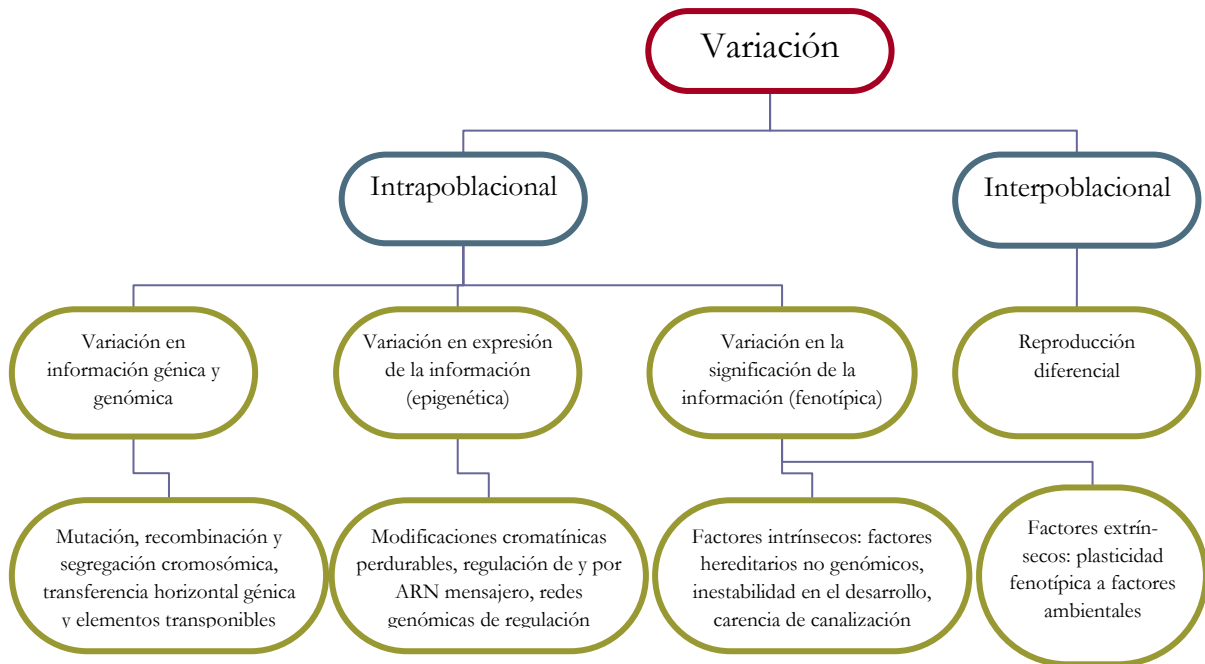 Variación
Intrapoblacional
Interpoblacional
Variación en
información génica y
genómica
Variación en expresión
de la información
(epigenética)
Variación en la
significación de la
información (fenotípica)
Reproducción
diferencial
Mutación, recombinación y
segregación cromosómica,
transferencia horizontal génica
y elementos transponibles
Modificaciones cromatínicas
perdurables, regulación de y por
ARN mensajero, redes
genómicas de regulación
Factores intrínsecos: factores
hereditarios no genómicos,
inestabilidad en el desarrollo,
carencia de canalización
Factores extrín-
secos: plasticidad
fenotípica a factores
ambientales